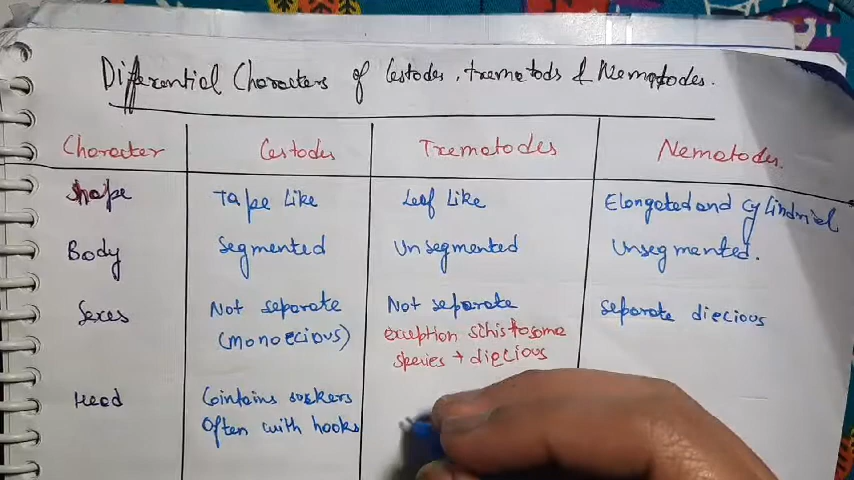 Differential Characters of Cestodes, trematods & Nematodes.
Character Cestodes Trematodes Nematodes.
Shape Tape Like Leaf Like Elongated and cylindrical
Body Segmented Unsegmented Unsegmented.
Sexes Not separate Not separate separate diecious
(monoecious) exception schistosoma
species + diecious
Head Contains suckers
Often with hooks